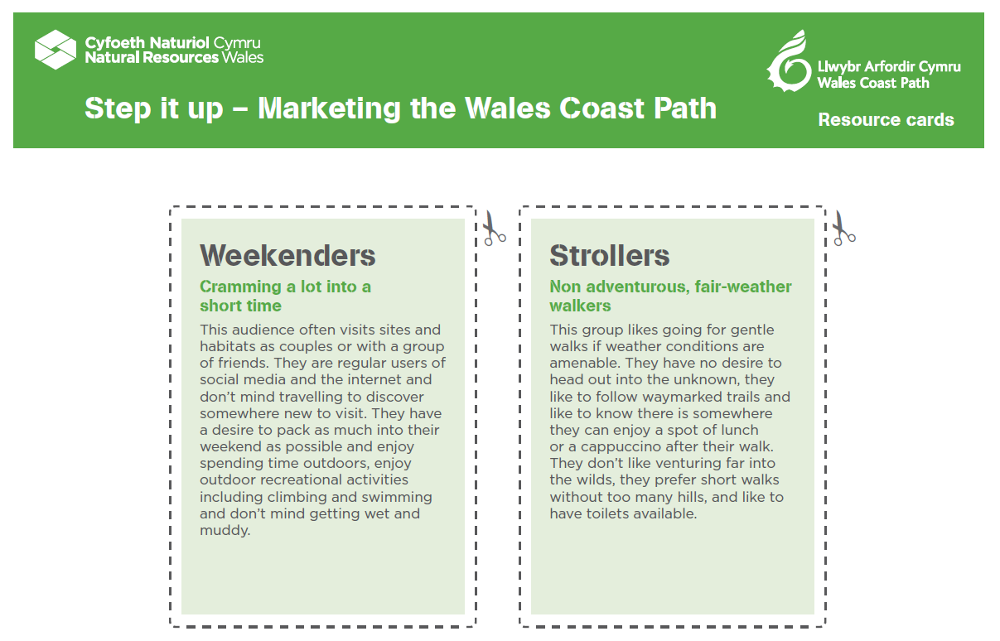 Cyfoeth Naturiol Cymru
Natural Resources Wales
Llwybr Arfordir Cymru
Wales Coast Path
Step it up – Marketing the Wales Coast Path
Resource cards
Weekenders
Cramming a lot into a
short time
This audience often visits sites and
habitats as couples or with a group
of friends. They are regular users of
social media and the internet and
don’t mind travelling to discover
somewhere new to visit. They have
a desire to pack as much into their
weekend as possible and enjoy
spending time outdoors, enjoy
outdoor recreational activities
including climbing and swimming
and don’t mind getting wet and
muddy.
Strollers
Non adventurous, fair-weather
walkers
This group likes going for gentle
walks if weather conditions are
amenable. They have no desire to
head out into the unknown, they
like to follow waymarked trails and
like to know there is somewhere
they can enjoy a spot of lunch
or a cappuccino after their walk.
They don’t like venturing far into
the wilds, they prefer short walks
without too many hills, and like to
have toilets available.